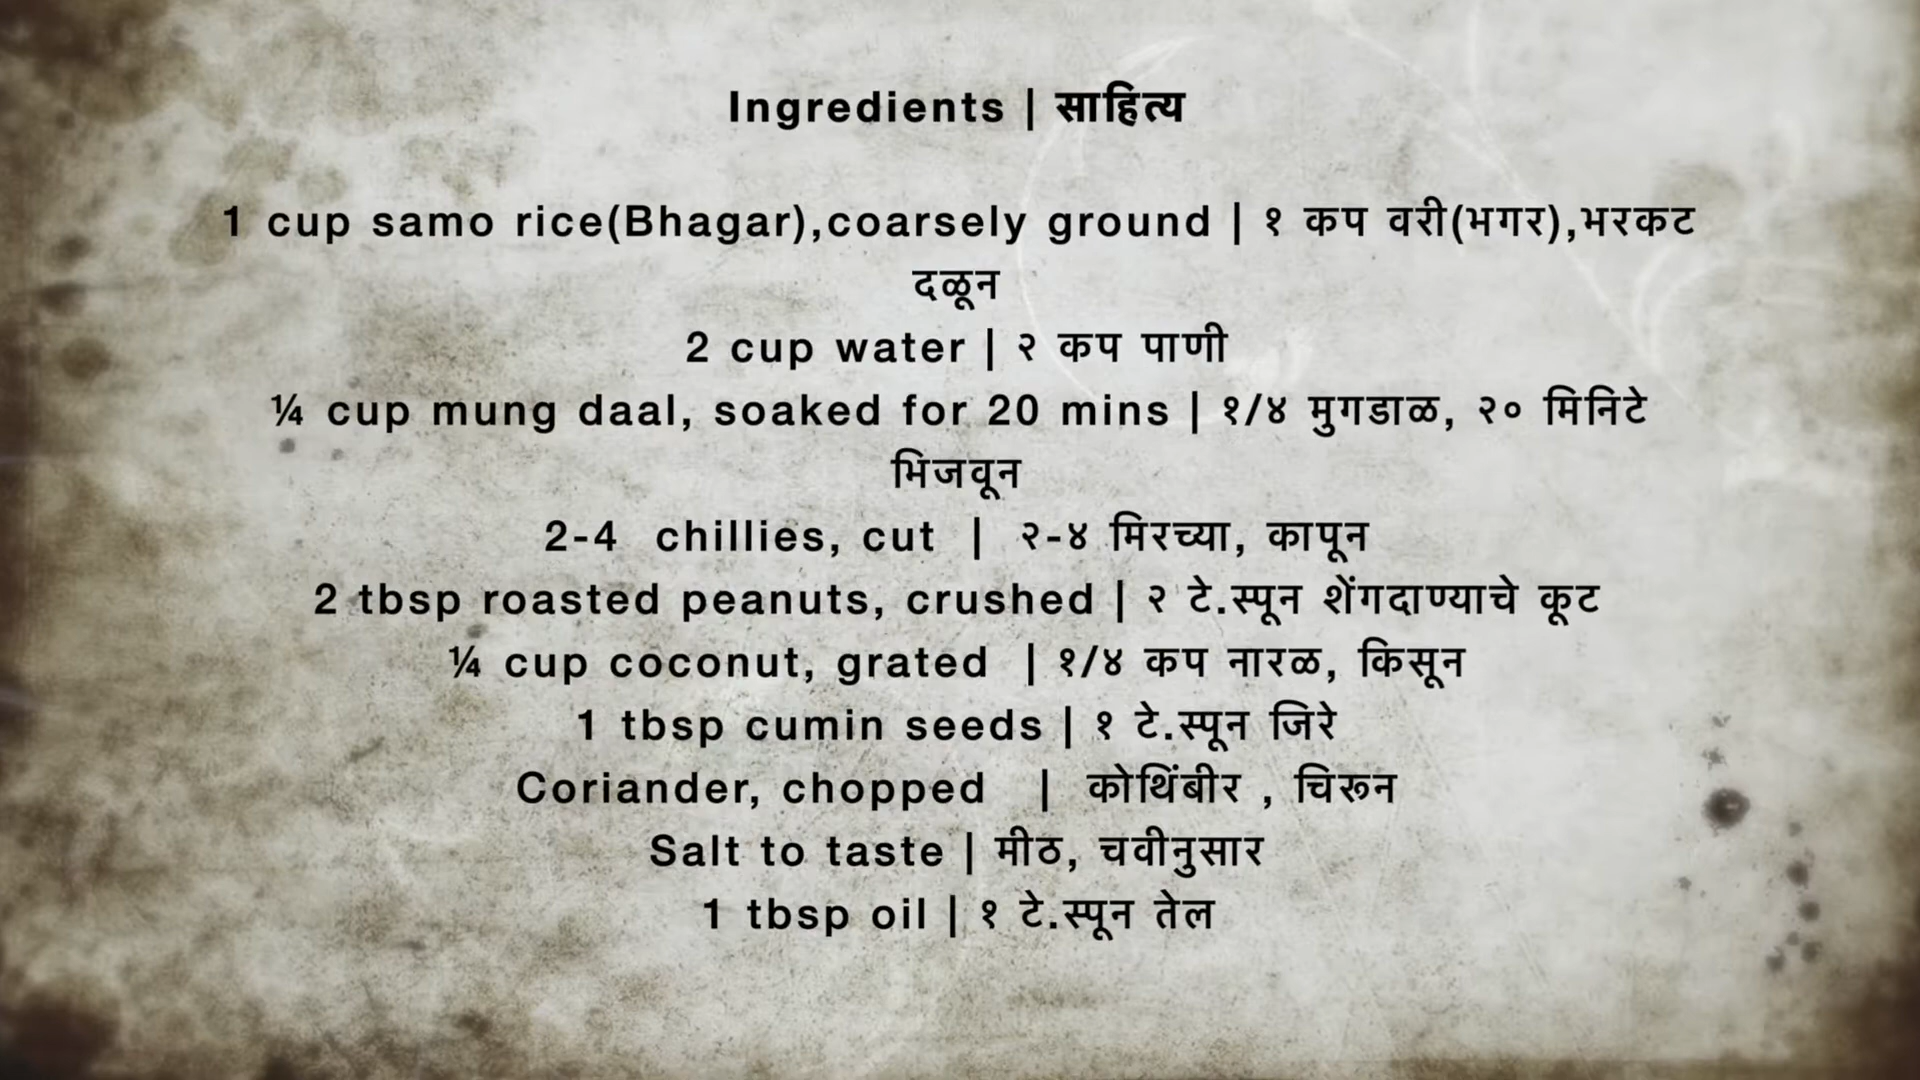 Ingredients | साहित्य
1 cup samo rice(Bhagar),coarsely ground | १ कप वरी(भगर),भरकट
दळून
2 cup water | २ कप पाणी
¼ cup mung daal, soaked for 20 mins | १/४ मुगडाळ, २० मिनिटे
भिजवून
2-4 chillies, cut | २-४ मिरच्या, कापून
2 tbsp roasted peanuts, crushed | २ टे.स्पून शेंगदाण्याचे कूट
¼ cup coconut, grated | १/४ कप नारळ, किसून
1 tbsp cumin seeds | १ टे.स्पून जिरे
Coriander, chopped | कोथिंबीर , चिरून
Salt to taste | मीठ, चवीनुसार
1 tbsp oil | १ टे.स्पून तेल